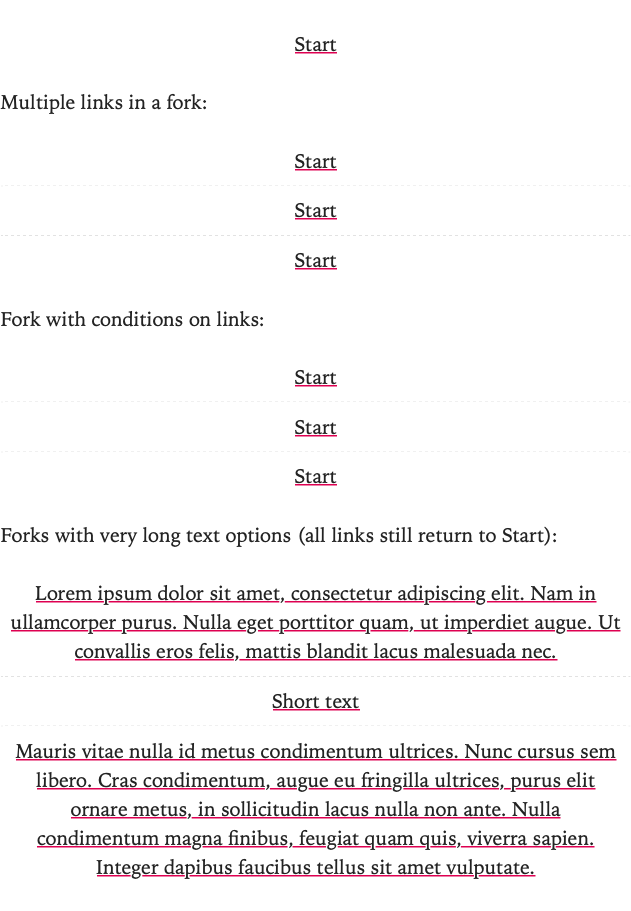 Start
Multiple links in a fork:
Start
Start
Start
Fork with conditions on links:
Start
Start
Start
Forks with very long text options (all links still return to Start):
Lorem ipsum dolor sit amet, consectetur adipiscing elit. Nam in
ullamcorper purus. Nulla eget porttitor quam, ut imperdiet augue. Ut
convallis eros felis, mattis blandit lacus malesuada nec.
Short text
Mauris vitae nulla id metus condimentum ultrices. Nunc cursus sem
libero. Cras condimentum, augue eu fringilla ultrices, purus elit
ornare metus, in sollicitudin lacus nulla non ante. Nulla
condimentum magna finibus, feugiat quam quis, viverra sapien.
Integer dapibus faucibus tellus sit amet vulputate.